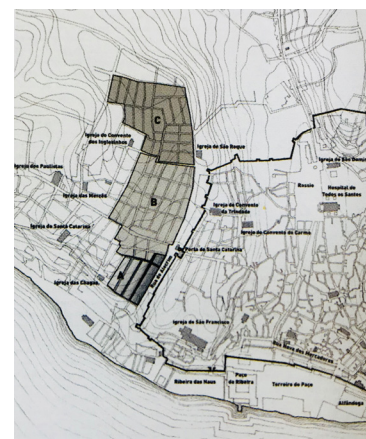 C
Igreja do Convento
dos Inglesinhos
Igreja de São Roque
Igreja dos Paulistas
Igreja de São Domin
Rossio
Hospital de
Todos os Santos
Igreja das Mercês
B
Igreja do Convento
da Trindade
Igreja de Santa Catarina
Igreja do Convento do Carmo
Porta de Santa Catarina
A
Igreja das Chagas
Igreja de São Francisco
Rua Nova dos Mercadores
Ribeira das Naus
Paço
da Ribeira
Terreiro do Paço
Alfândega